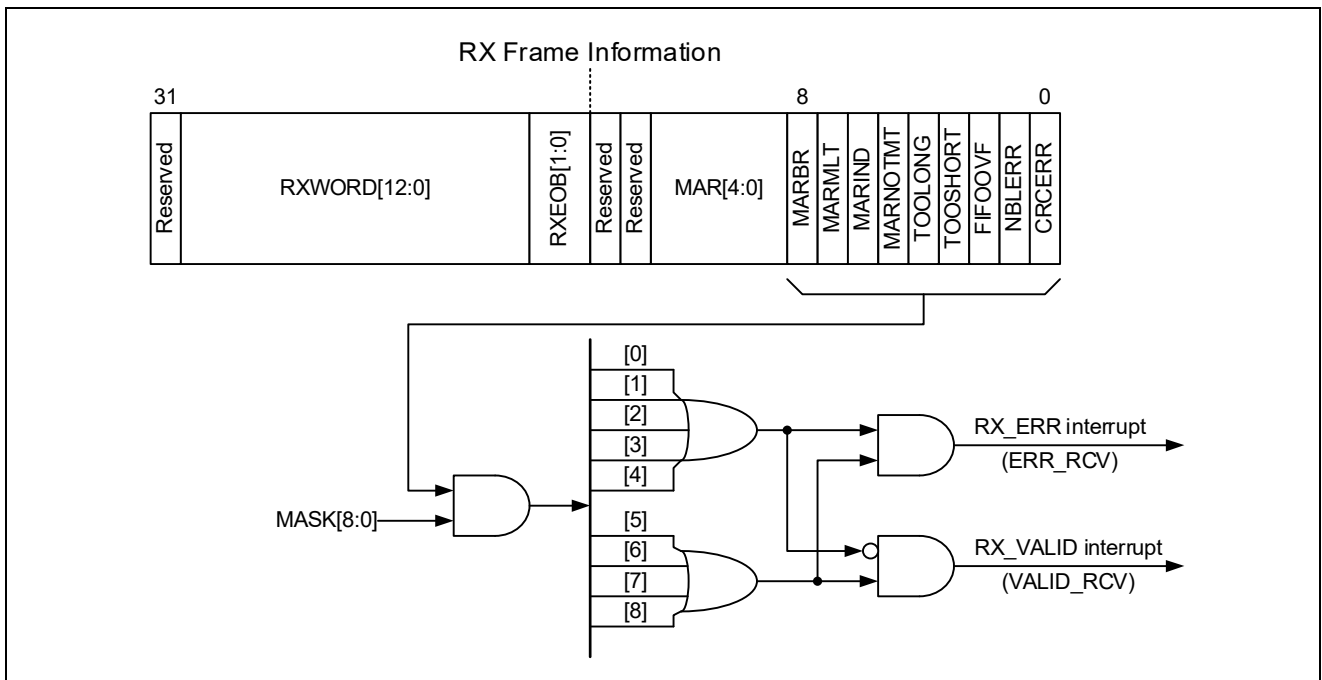 RX Frame Information
31 8 0
Reserved
RXWORD[12:0]
RXEOB[1:0]
Reserved
Reserved
MAR[4:0]
MARBR
MARMLT
MARIND
MARNOTMT
TOOLONG
TOOSHORT
FIFOOVF
NBLERR
CRCERR
[0]
[1]
[2]
[3]
[4]
RX_ERR interrupt
(ERR_RCV)
MASK[8:0]
[5]
[6]
[7]
[8]
RX_VALID interrupt
(VALID_RCV)